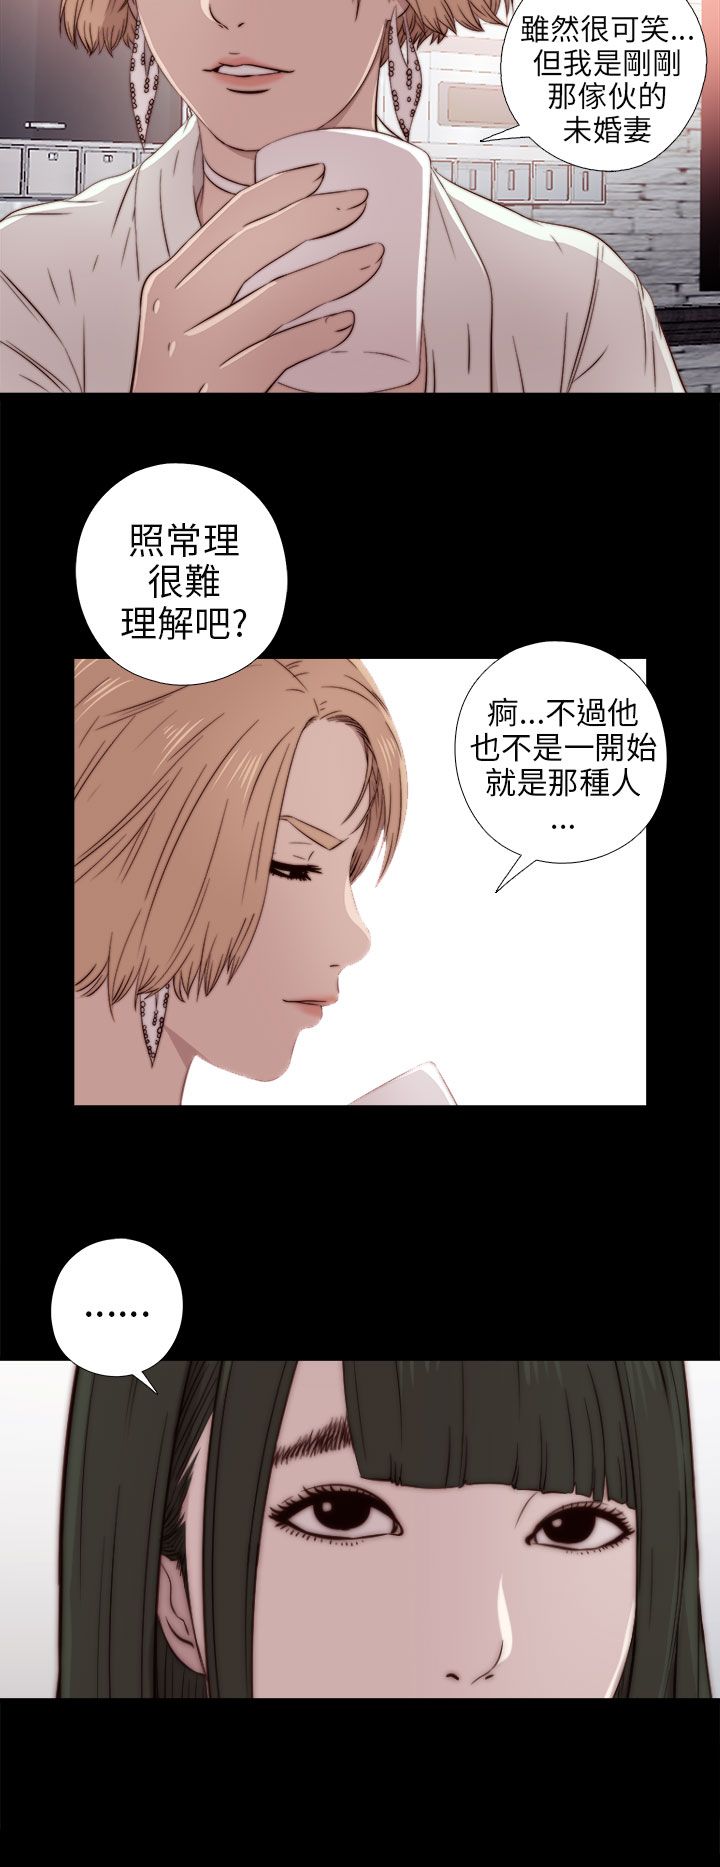 雖然很可笑...
但我是剛剛
那傢伙的
未婚妻
照常理
很難
理解吧?
痾...不過他
也不是一開始
就是那種人
...
......